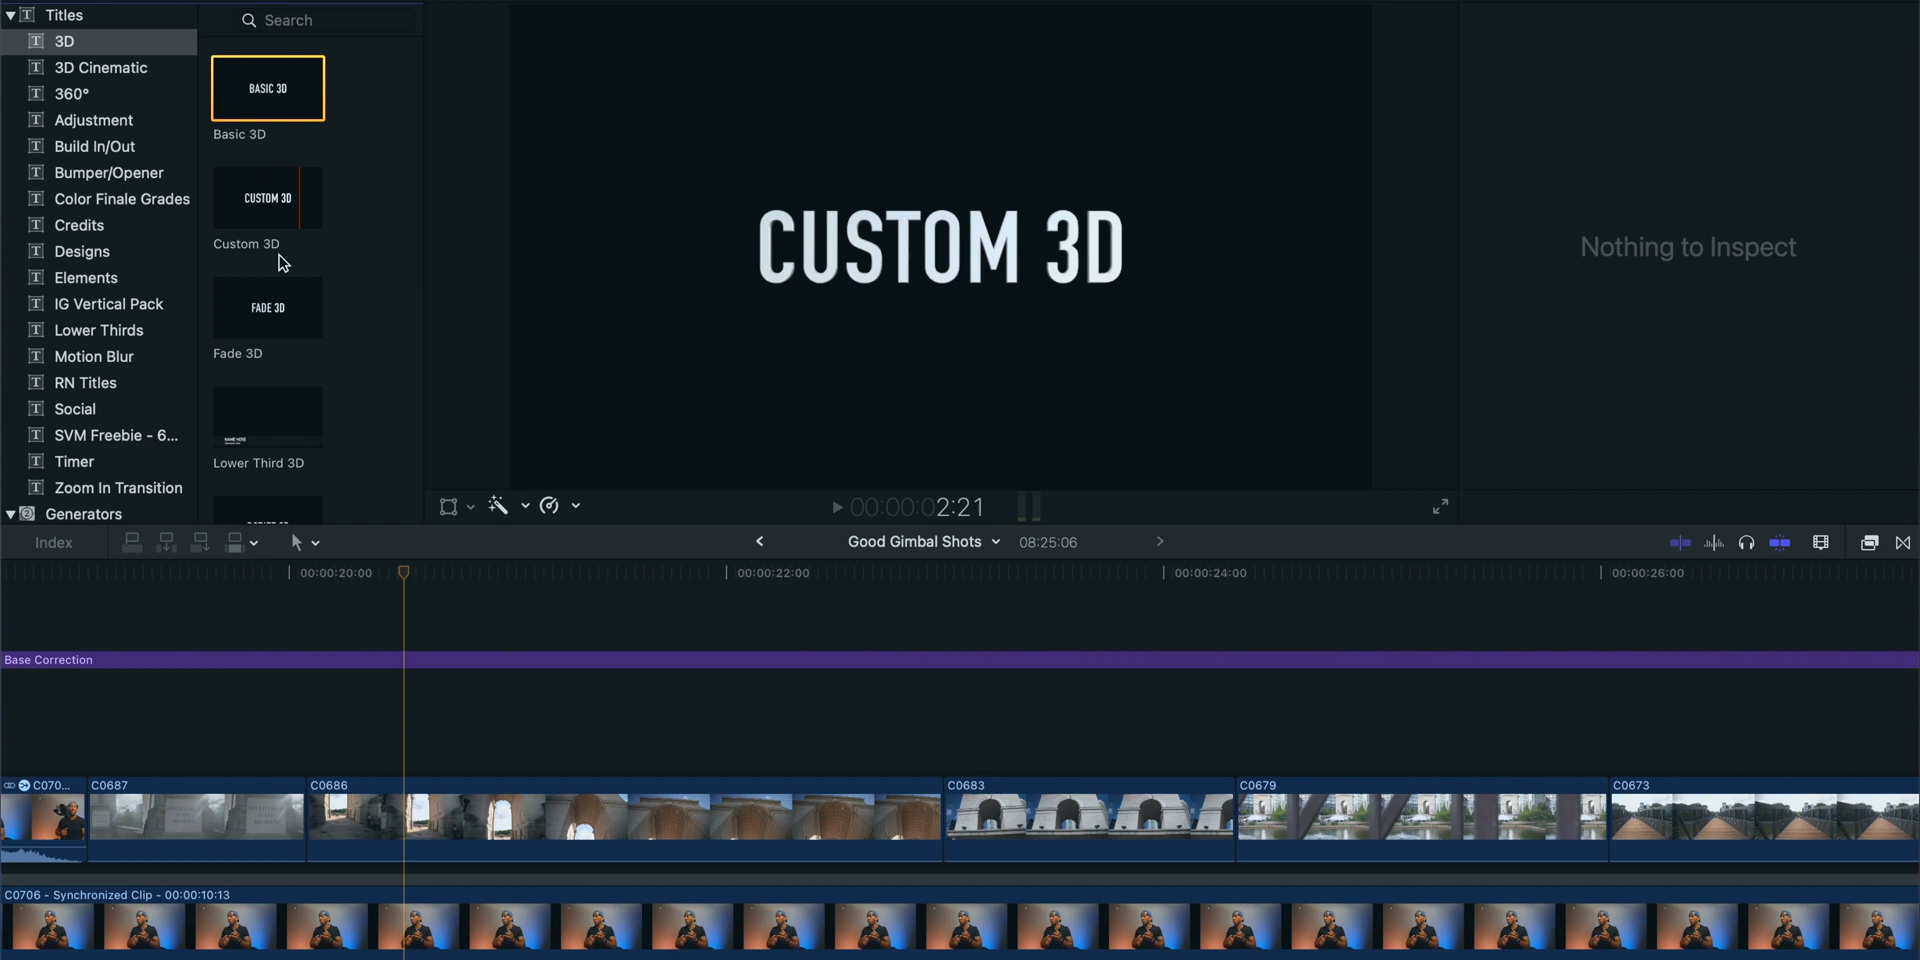 Titles
3D
3D Cinematic
360°
Adjustment
Build In/Out
Bumper/Opener
Color Finale Grades
Credits
Designs
Elements
IG Vertical Pack
Lower Thirds
Motion Blur
RN Titles
Social
SVM Freebie - 6...
Timer
Zoom In Transition
Generators
Search
BASIC 3D
Basic 3D
CUSTOM 3D
Custom 3D
FADE 3D
Fade 3D
NAME HERE
Lower Third 3D
CUSTOM 3D
Nothing to Inspect
00:00:02:21
Index
Good Gimbal Shots
08:25:06
00:00:20:00
00:00:22:00
00:00:24:00
00:00:26:00
Base Correction
C070...
C0687
C0686
C0683
C0679
C0673
C0706 - Synchronized Clip - 00:00:10:13